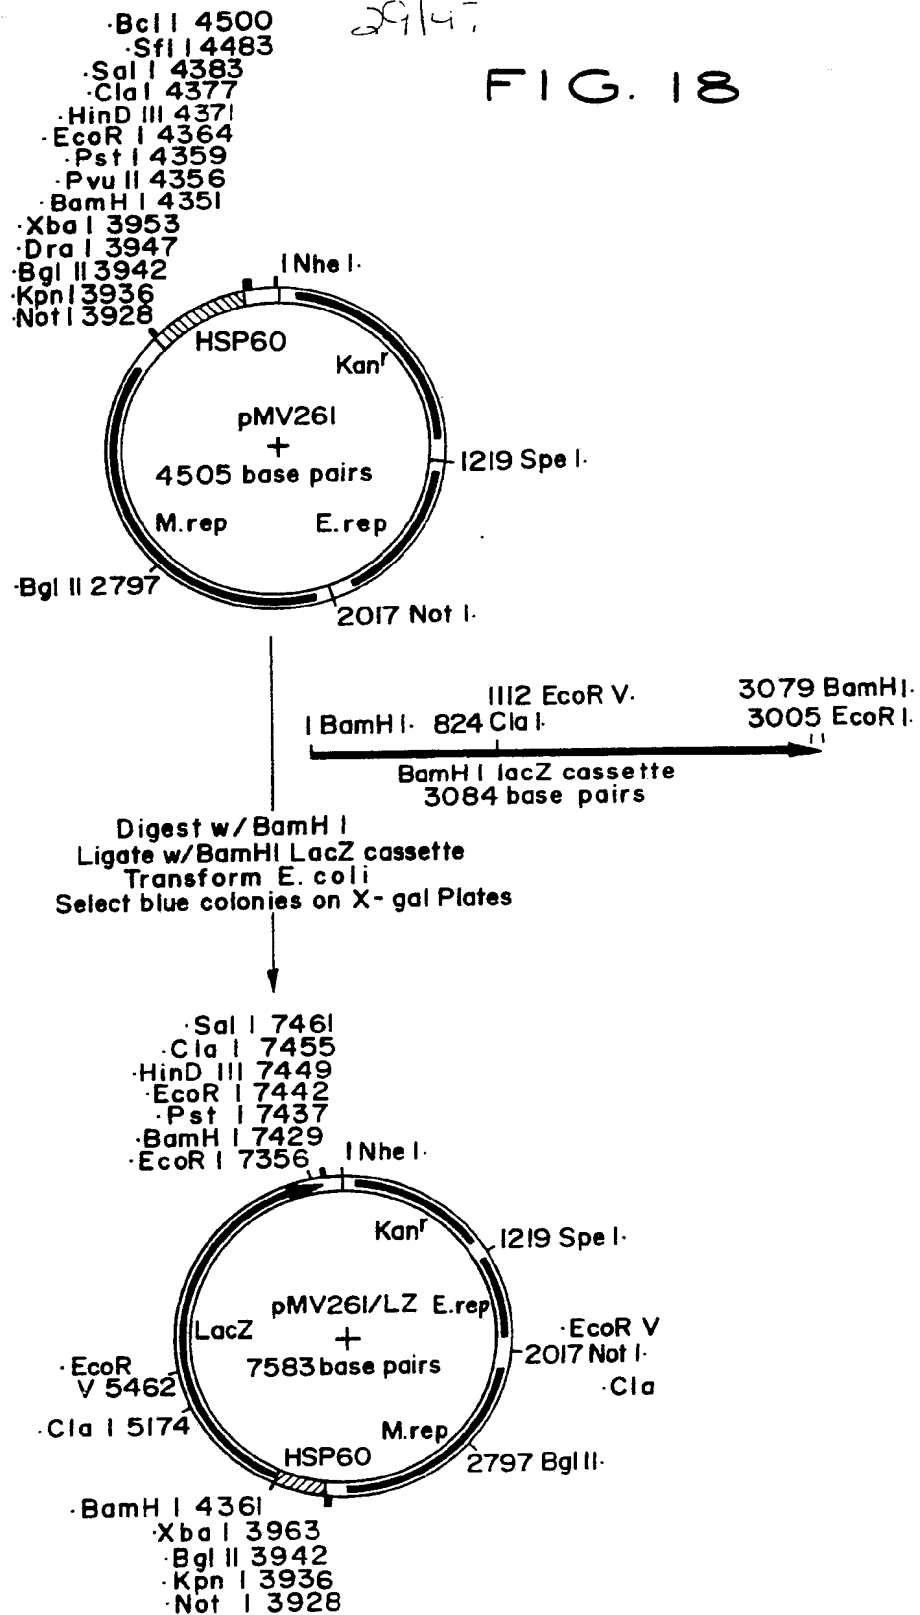 29/47
FIG. 18
·Bcl I 4500
·Sfi I 4483
·Sal I 4383
·Cla I 4377
·HinD III 4371
·EcoR I 4364
·Pst I 4359
·Pvu II 4356
·BamH I 4351
·Xba I 3953
·Dra I 3947
·Bgl II 3942
·Kpn I 3936
·Not I 3928
1 Nhe I·
HSP60
Kanʳ
pMV261
+
4505 base pairs
1219 Spe I·
M.rep
E.rep
·Bgl II 2797
2017 Not I·
1112 EcoR V·
3079 BamH I·
1 BamH I·
824 Cla I·
3005 EcoR I·
BamH I lacZ cassette
3084 base pairs
Digest w/BamH I
Ligate w/BamHI LacZ cassette
Transform E. coli
Select blue colonies on X-gal Plates
·Sal I 7461
·Cla I 7455
·HinD III 7449
·EcoR I 7442
·Pst I 7437
·BamH I 7429
·EcoR I 7356
1 Nhe I·
Kanʳ
1219 Spe I·
pMV261/LZ
E.rep
LacZ
+
7583 base pairs
·EcoR V
2017 Not I·
·Cla
·EcoR
V 5462
·Cla I 5174
M.rep
HSP60
2797 Bgl II·
·BamH I 4361
·Xba I 3963
·Bgl II 3942
·Kpn I 3936
·Not I 3928